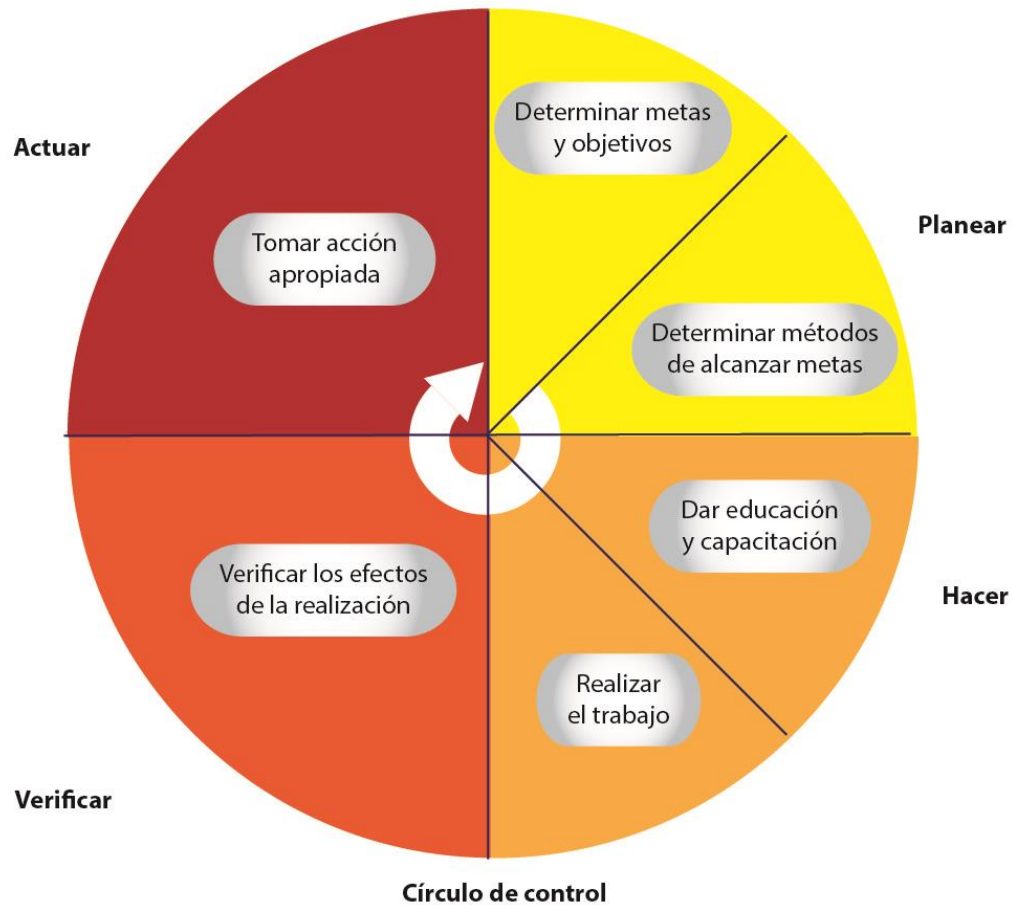 Actuar
Determinar metas
y objetivos
Planear
Tomar acción
apropiada
Determinar métodos
de alcanzar metas
Dar educación
y capacitación
Hacer
Verificar los efectos
de la realización
Realizar
el trabajo
Verificar
Círculo de control